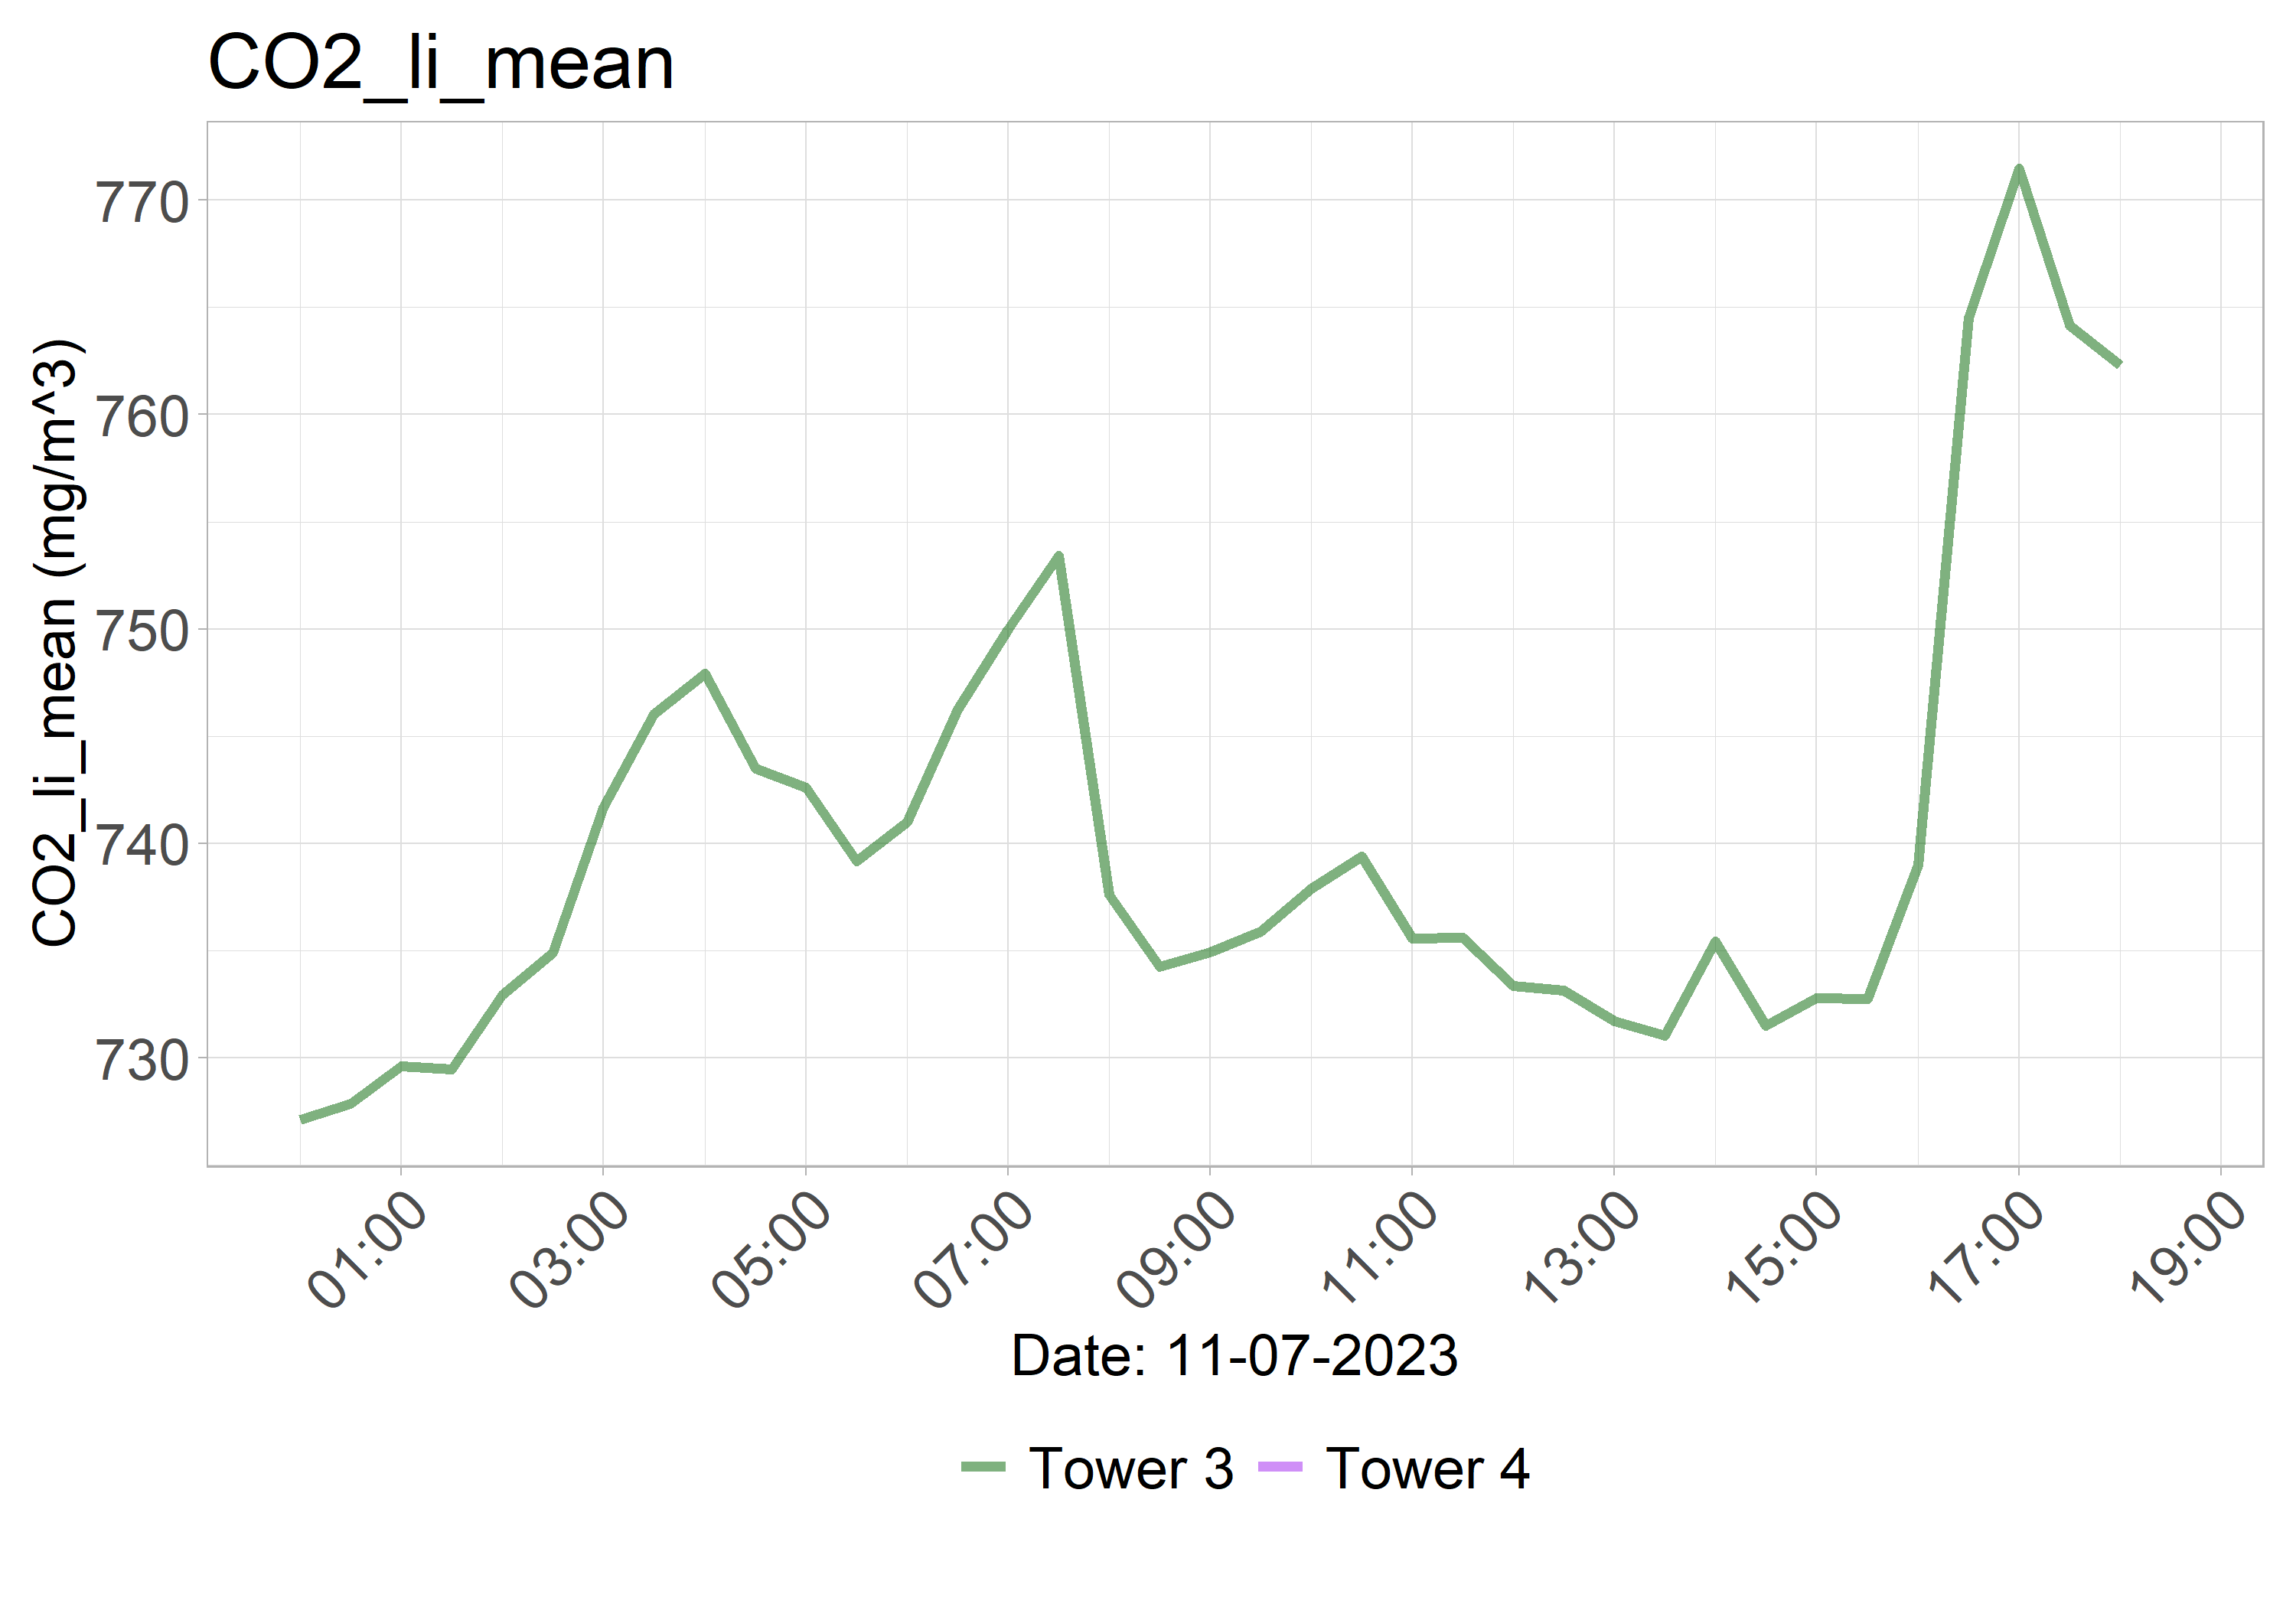 CO2_li_mean
CO2_li_mean (mg/m^3)
770
760
750
740
730
01:00 03:00 05:00 07:00 09:00 11:00 13:00 15:00 17:00 19:00
Date: 11-07-2023
Tower 3 Tower 4